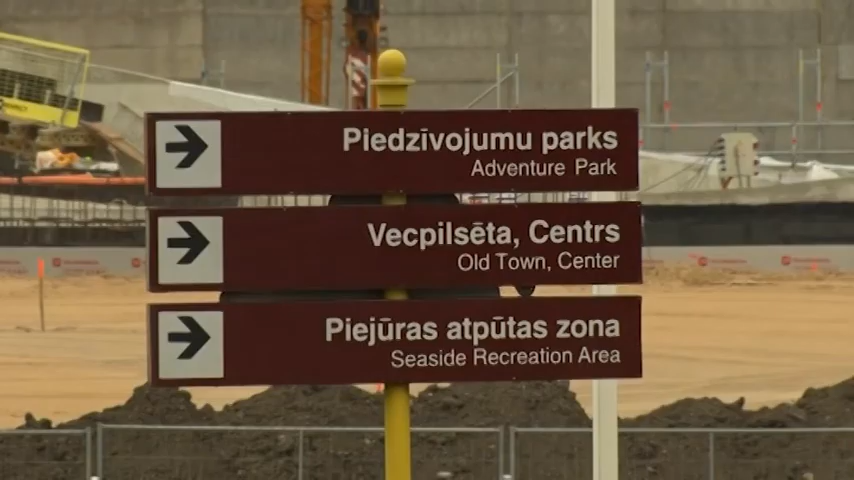 Piedzīvojumu parks
Adventure Park
Vecpilsēta, Centrs
Old Town, Center
Piejūras atpūtas zona
Seaside Recreation Area